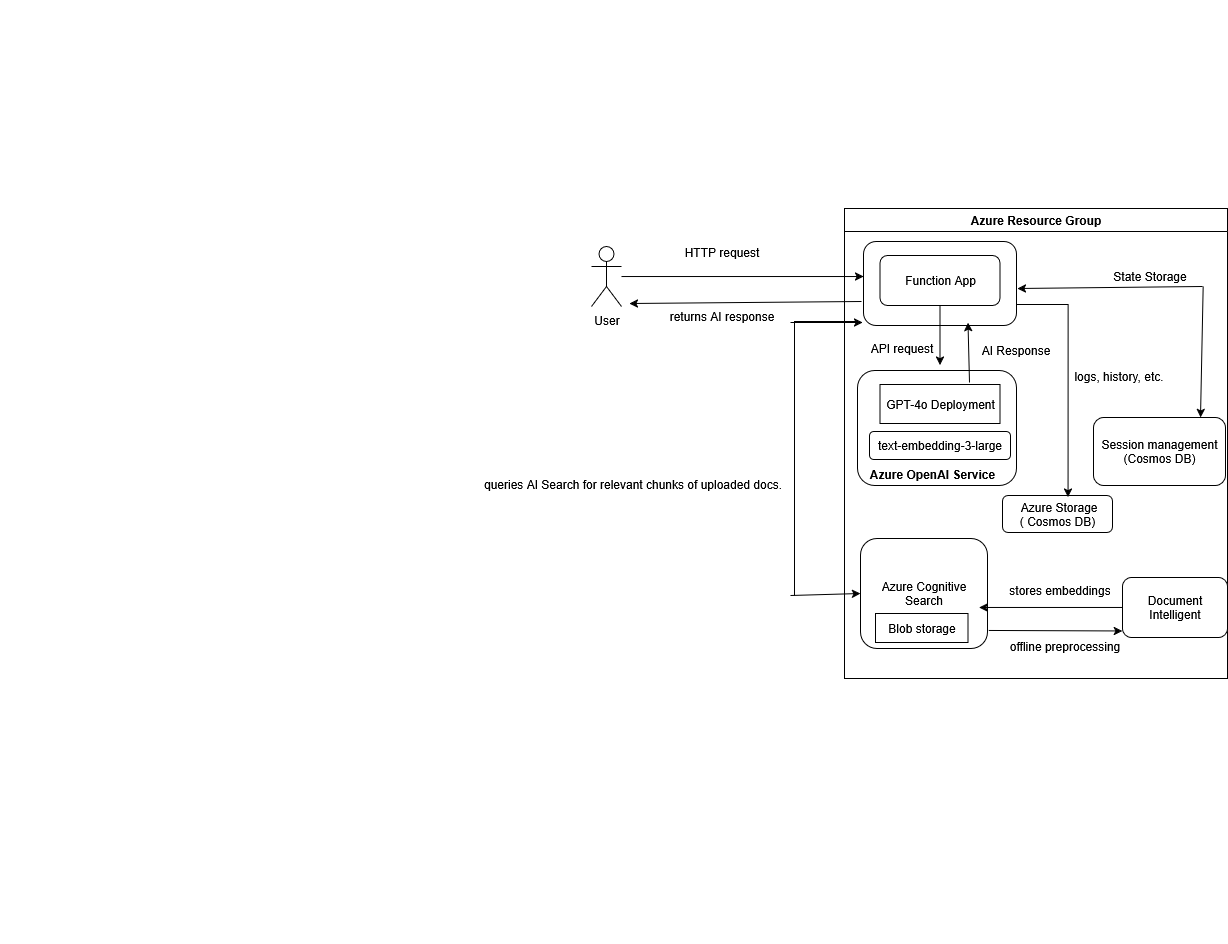 Azure Resource Group
HTTP request
Function App
State Storage
User
returns AI response
API request
AI Response
logs, history, etc.
GPT-4o Deployment
text-embedding-3-large
Azure OpenAI Service
Session management
(Cosmos DB)
queries AI Search for relevant chunks of uploaded docs.
Azure Storage
( Cosmos DB)
Azure Cognitive
Search
Blob storage
stores embeddings
Document
Intelligent
offline preprocessing